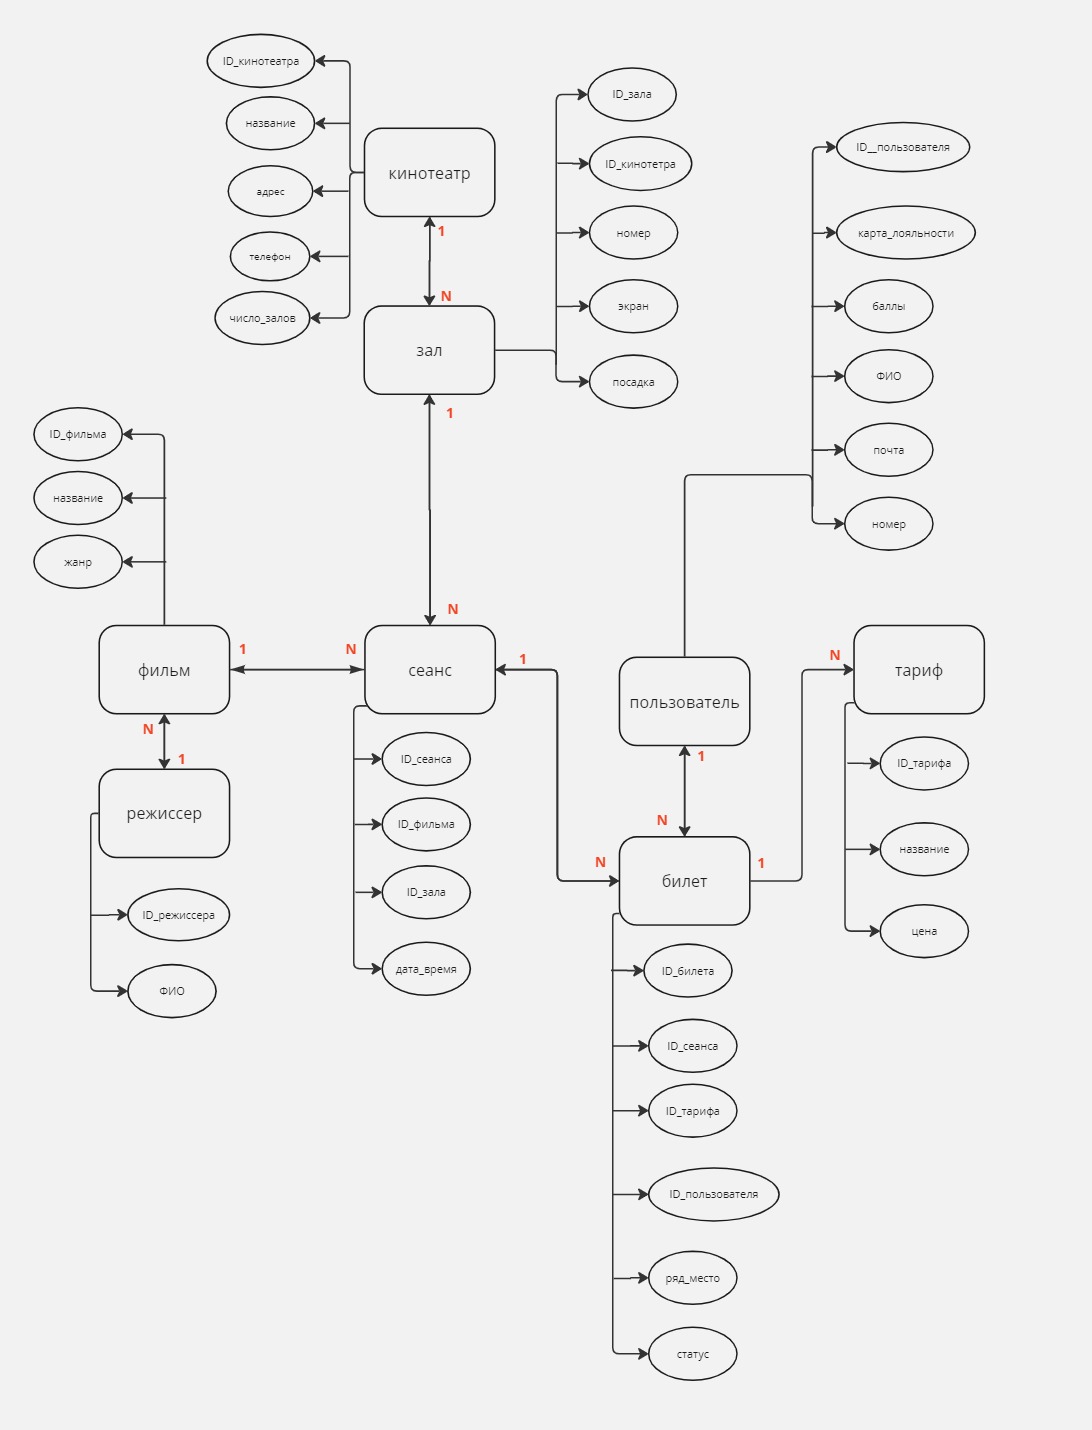 ID_кинотеатра
название
адрес
телефон
число_залов
кинотеатр
1
N
зал
ID_зала
ID_кинотетра
номер
экран
посадка
1
N
ID__пользователя
карта_лояльности
баллы
ФИО
почта
номер
ID_фильма
название
жанр
фильм
1
N
сеанс
1
N
1
режиссер
ID_режиссера
ФИО
ID_сеанса
ID_фильма
ID_зала
дата_время
пользователь
1
N
N
билет
1
N
тариф
ID_тарифа
название
цена
ID_билета
ID_сеанса
ID_тарифа
ID_пользователя
ряд_место
статус